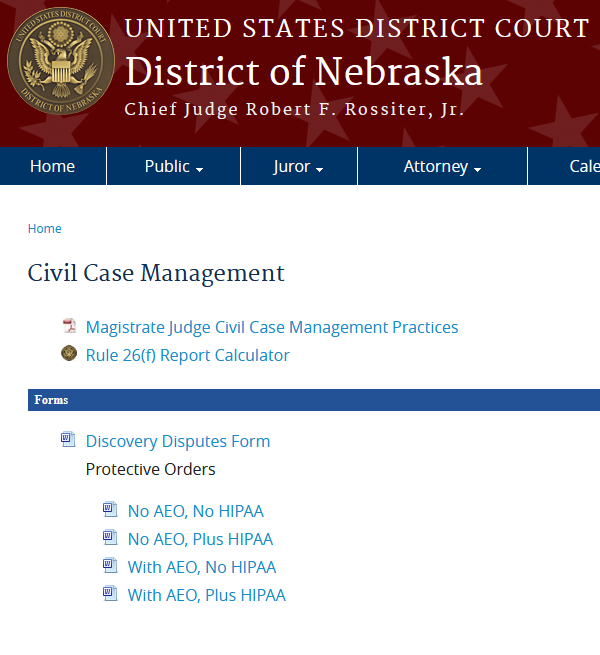 UNITED STATES DISTRICT COURT
DISTRICT OF NEBRASKA
UNITED STATES DISTRICT COURT
District of Nebraska
Chief Judge Robert F. Rossiter, Jr.
Home Public Juror Attorney Cale
Home
Civil Case Management
Magistrate Judge Civil Case Management Practices
Rule 26(f) Report Calculator
Forms
Discovery Disputes Form
Protective Orders
No AEO, No HIPAA
No AEO, Plus HIPAA
With AEO, No HIPAA
With AEO, Plus HIPAA